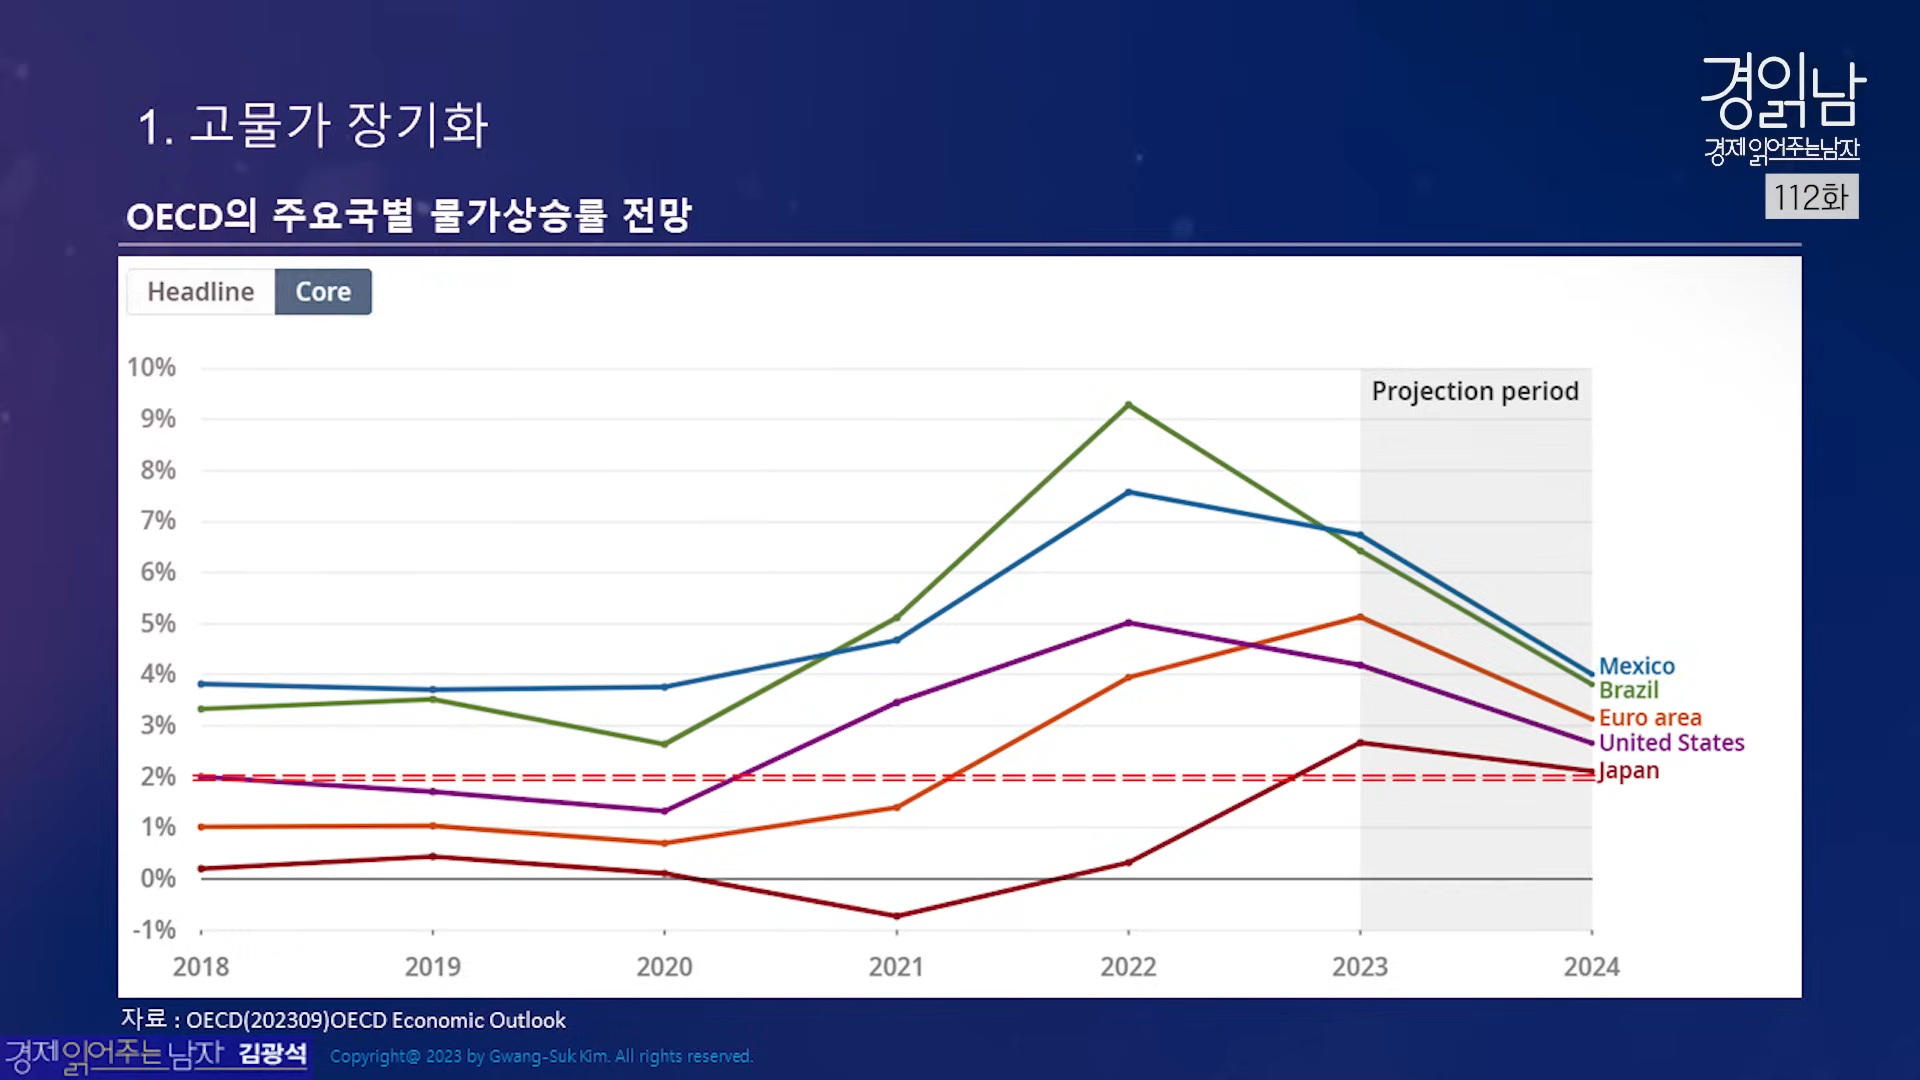 1. 고물가 장기화
경읽남
경제읽어주는남자
112화
OECD의 주요국별 물가상승률 전망
Headline
Core
10%
9%
8%
7%
6%
5%
4%
3%
2%
1%
0%
-1%
Projection period
Mexico
Brazil
Euro area
United States
Japan
2018
2019
2020
2021
2022
2023
2024
자료 : OECD(202309)OECD Economic Outlook
경제읽어주는남자 김광석
Copyright@ 2023 by Gwang-Suk Kim. All rights reserved.